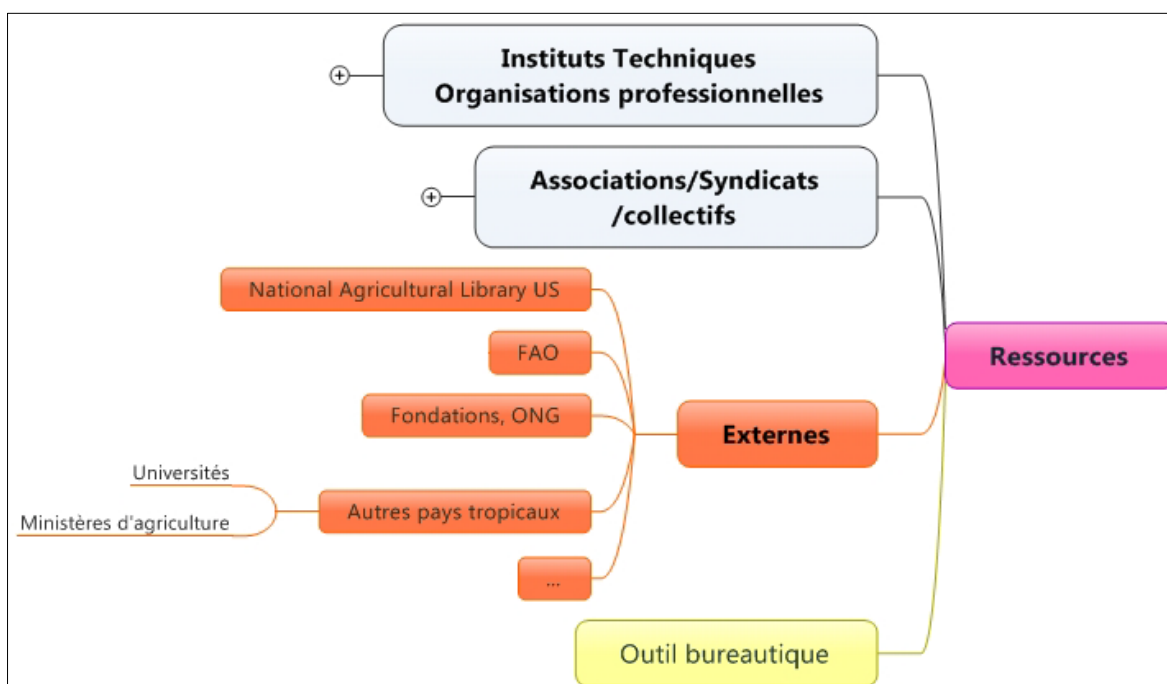 Instituts Techniques
Organisations professionnelles
Associations/Syndicats
/collectifs
National Agricultural Library US
FAO
Ressources
Fondations, ONG
Externes
Universités
Autres pays tropicaux
Ministères d'agriculture
...
Outil bureautique